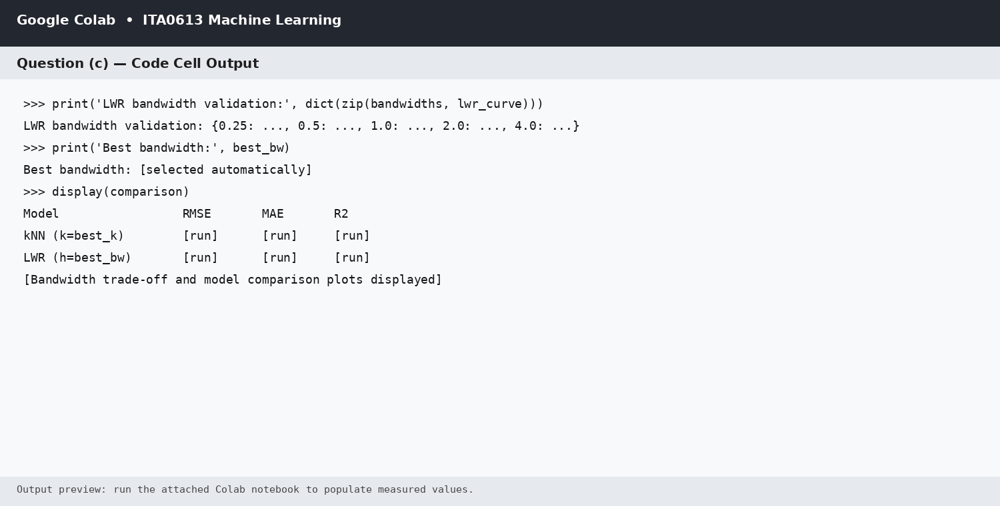 Google Colab • ITA0613 Machine Learning
Question (c) — Code Cell Output
>>> print('LWR bandwidth validation:', dict(zip(bandwidths, lwr_curve)))
LWR bandwidth validation: {0.25: ..., 0.5: ..., 1.0: ..., 2.0: ..., 4.0: ...}
>>> print('Best bandwidth:', best_bw)
Best bandwidth: [selected automatically]
>>> display(comparison)
Model                 RMSE       MAE       R2
kNN (k=best_k)        [run]      [run]     [run]
LWR (h=best_bw)       [run]      [run]     [run]
[Bandwidth trade-off and model comparison plots displayed]
Output preview: run the attached Colab notebook to populate measured values.